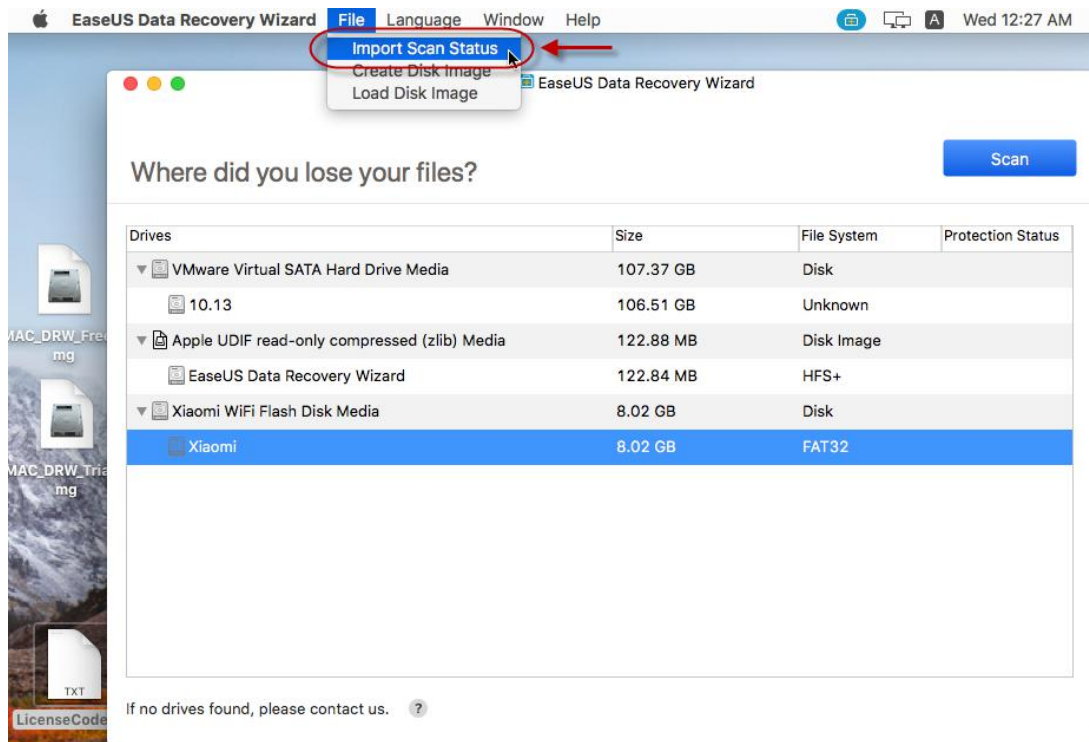 EaseUS Data Recovery Wizard File Language Window Help A Wed 12:27 AM
Import Scan Status
Create Disk Image
Load Disk Image
EaseUS Data Recovery Wizard
Where did you lose your files?
Scan
Drives Size File System Protection Status
VMware Virtual SATA Hard Drive Media 107.37 GB Disk
10.13 106.51 GB Unknown
Apple UDIF read-only compressed (zlib) Media 122.88 MB Disk Image
EaseUS Data Recovery Wizard 122.84 MB HFS+
Xiaomi WiFi Flash Disk Media 8.02 GB Disk
Xiaomi 8.02 GB FAT32
If no drives found, please contact us. ?
MAC_DRW_Free
mg
MAC_DRW_Tria
mg
TXT
LicenseCode